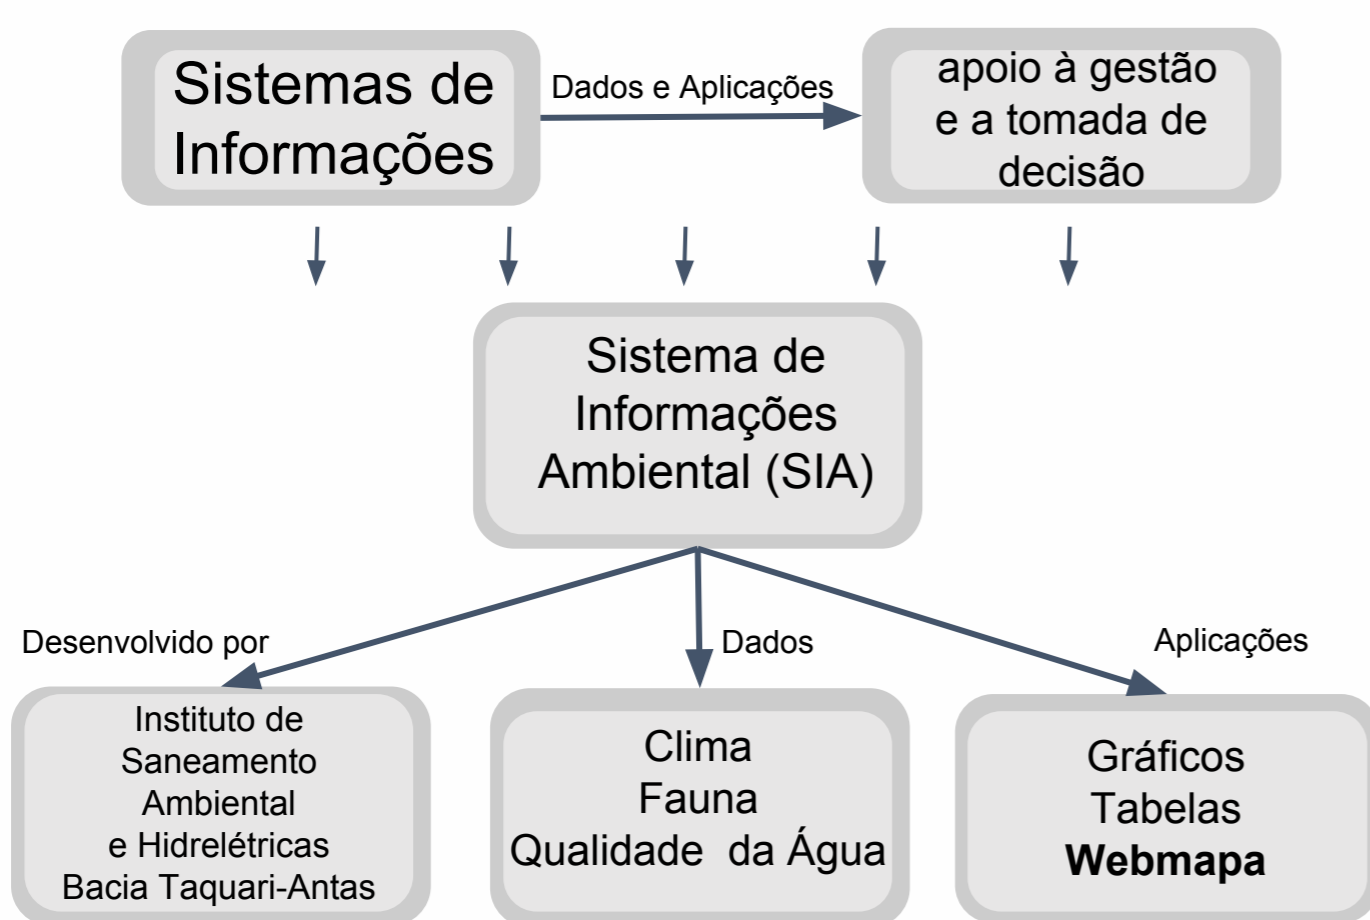 Sistemas de
Informações
Dados e Aplicações
apoio à gestão
e a tomada de
decisão
Sistema de
Informações
Ambiental (SIA)
Desenvolvido por
Dados
Aplicações
Instituto de
Saneamento
Ambiental
e Hidrelétricas
Bacia Taquari-Antas
Clima
Fauna
Qualidade da Água
Gráficos
Tabelas
Webmapa